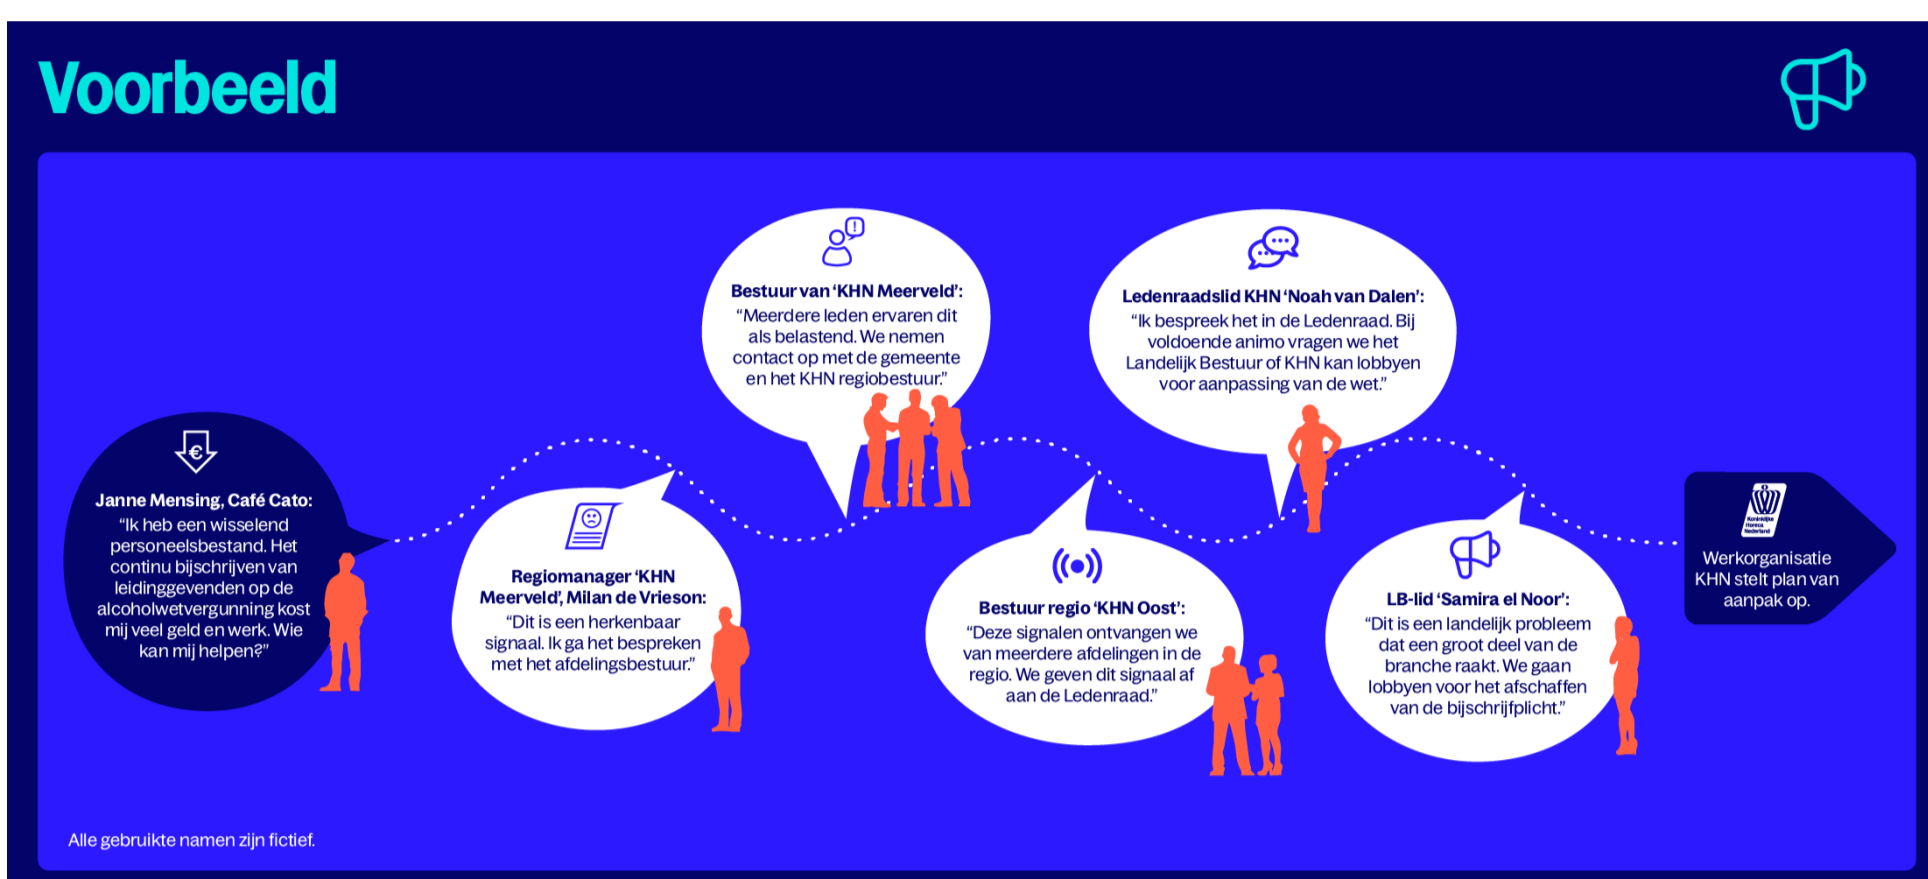 Voorbeeld
Janne Mensing, Café Cato:
“Ik heb een wisselend
personeelsbestand. Het
continu bijschrijven van
leidinggevenden op de
alcoholwetvergunning kost
mij veel geld en werk. Wie
kan mij helpen?”
Regiomanager ‘KHN
Meerveld’, Milan de Vrieson:
“Dit is een herkenbaar
signaal. Ik ga het bespreken
met het afdelingsbestuur.”
Bestuur van ‘KHN Meerveld’:
“Meerdere leden ervaren dit
als belastend. We nemen
contact op met de gemeente
en het KHN regiobestuur.”
Bestuur regio ‘KHN Oost’:
“Deze signalen ontvangen we
van meerdere afdelingen in de
regio. We geven dit signaal af
aan de Ledenraad.”
Ledenraadslid KHN ‘Noah van Dalen’:
“Ik bespreek het in de Ledenraad. Bij
voldoende animo vragen we het
Landelijk Bestuur of KHN kan lobbyen
voor aanpassing van de wet.”
LB-lid ‘Samira el Noor’:
“Dit is een landelijk probleem
dat een groot deel van de
branche raakt. We gaan
lobbyen voor het afschaffen
van de bijschrijfplicht.”
Koninklijke
Horeca
Nederland
Werkorganisatie
KHN stelt plan van
aanpak op.
Alle gebruikte namen zijn fictief.